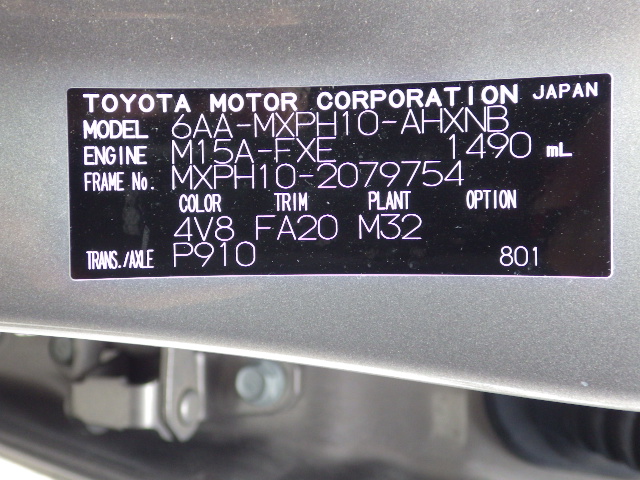 TOYOTA MOTOR CORPORATION JAPAN
MODEL 6AA-MXPH10-AHXNB
ENGINE M15A-FXE 1490 mL
FRAME No. MXPH10-2079754
COLOR TRIM PLANT OPTION
4V8 FA20 M32
TRANS./AXLE P910 801